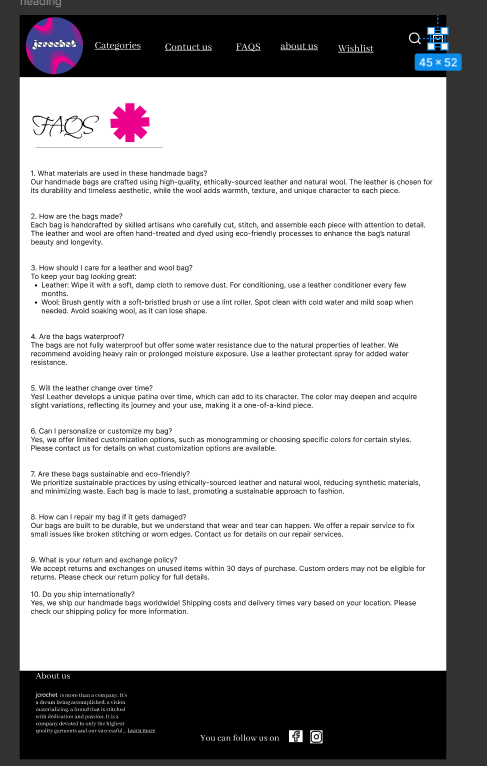 heading
jcrochet
Categories
Contuct us
FAQS
about us
Wishlist
45 × 52
FAQS
1. What materials are used in these handmade bags?
Our handmade bags are crafted using high-quality, ethically-sourced leather and natural wool. The leather is chosen for
its durability and timeless aesthetic, while the wool adds warmth, texture, and unique character to each piece.
2. How are the bags made?
Each bag is handcrafted by skilled artisans who carefully cut, stitch, and assemble each piece with attention to detail.
The leather and wool are often hand-treated and dyed using eco-friendly processes to enhance the bag's natural
beauty and longevity.
3. How should I care for a leather and wool bag?
To keep your bag looking great:
• Leather: Wipe it with a soft, damp cloth to remove dust. For conditioning, use a leather conditioner every few
months.
• Wool: Brush gently with a soft-bristled brush or use a lint roller. Spot clean with cold water and mild soap when
needed. Avoid soaking wool, as it can lose shape.
4. Are the bags waterproof?
The bags are not fully waterproof but offer some water resistance due to the natural properties of leather. We
recommend avoiding heavy rain or prolonged moisture exposure. Use a leather protectant spray for added water
resistance.
5. Will the leather change over time?
Yes! Leather develops a unique patina over time, which can add to its character. The color may deepen and acquire
slight variations, reflecting its journey and your use, making it a one-of-a-kind piece.
6. Can I personalize or customize my bag?
Yes, we offer limited customization options, such as monogramming or choosing specific colors for certain styles.
Please contact us for details on what customization options are available.
7. Are these bags sustainable and eco-friendly?
We prioritize sustainable practices by using ethically-sourced leather and natural wool, reducing synthetic materials,
and minimizing waste. Each bag is made to last, promoting a sustainable approach to fashion.
8. How can I repair my bag if it gets damaged?
Our bags are built to be durable, but we understand that wear and tear can happen. We offer a repair service to fix
small issues like broken stitching or worn edges. Contact us for details on our repair services.
9. What is your return and exchange policy?
We accept returns and exchanges on unused items within 30 days of purchase. Custom orders may not be eligible for
returns. Please check our return policy for full details.
10. Do you ship internationally?
Yes, we ship our handmade bags worldwide! Shipping costs and delivery times vary based on your location. Please
check our shipping policy for more information.
About us
jcrochet is more than a company. It's
a dream being accomplished, a vision
materializing, a brand that is stitched
with dedication and passion. It is a
company devoted to only the highest
quality garments and our successful... Learn more
You can follow us on